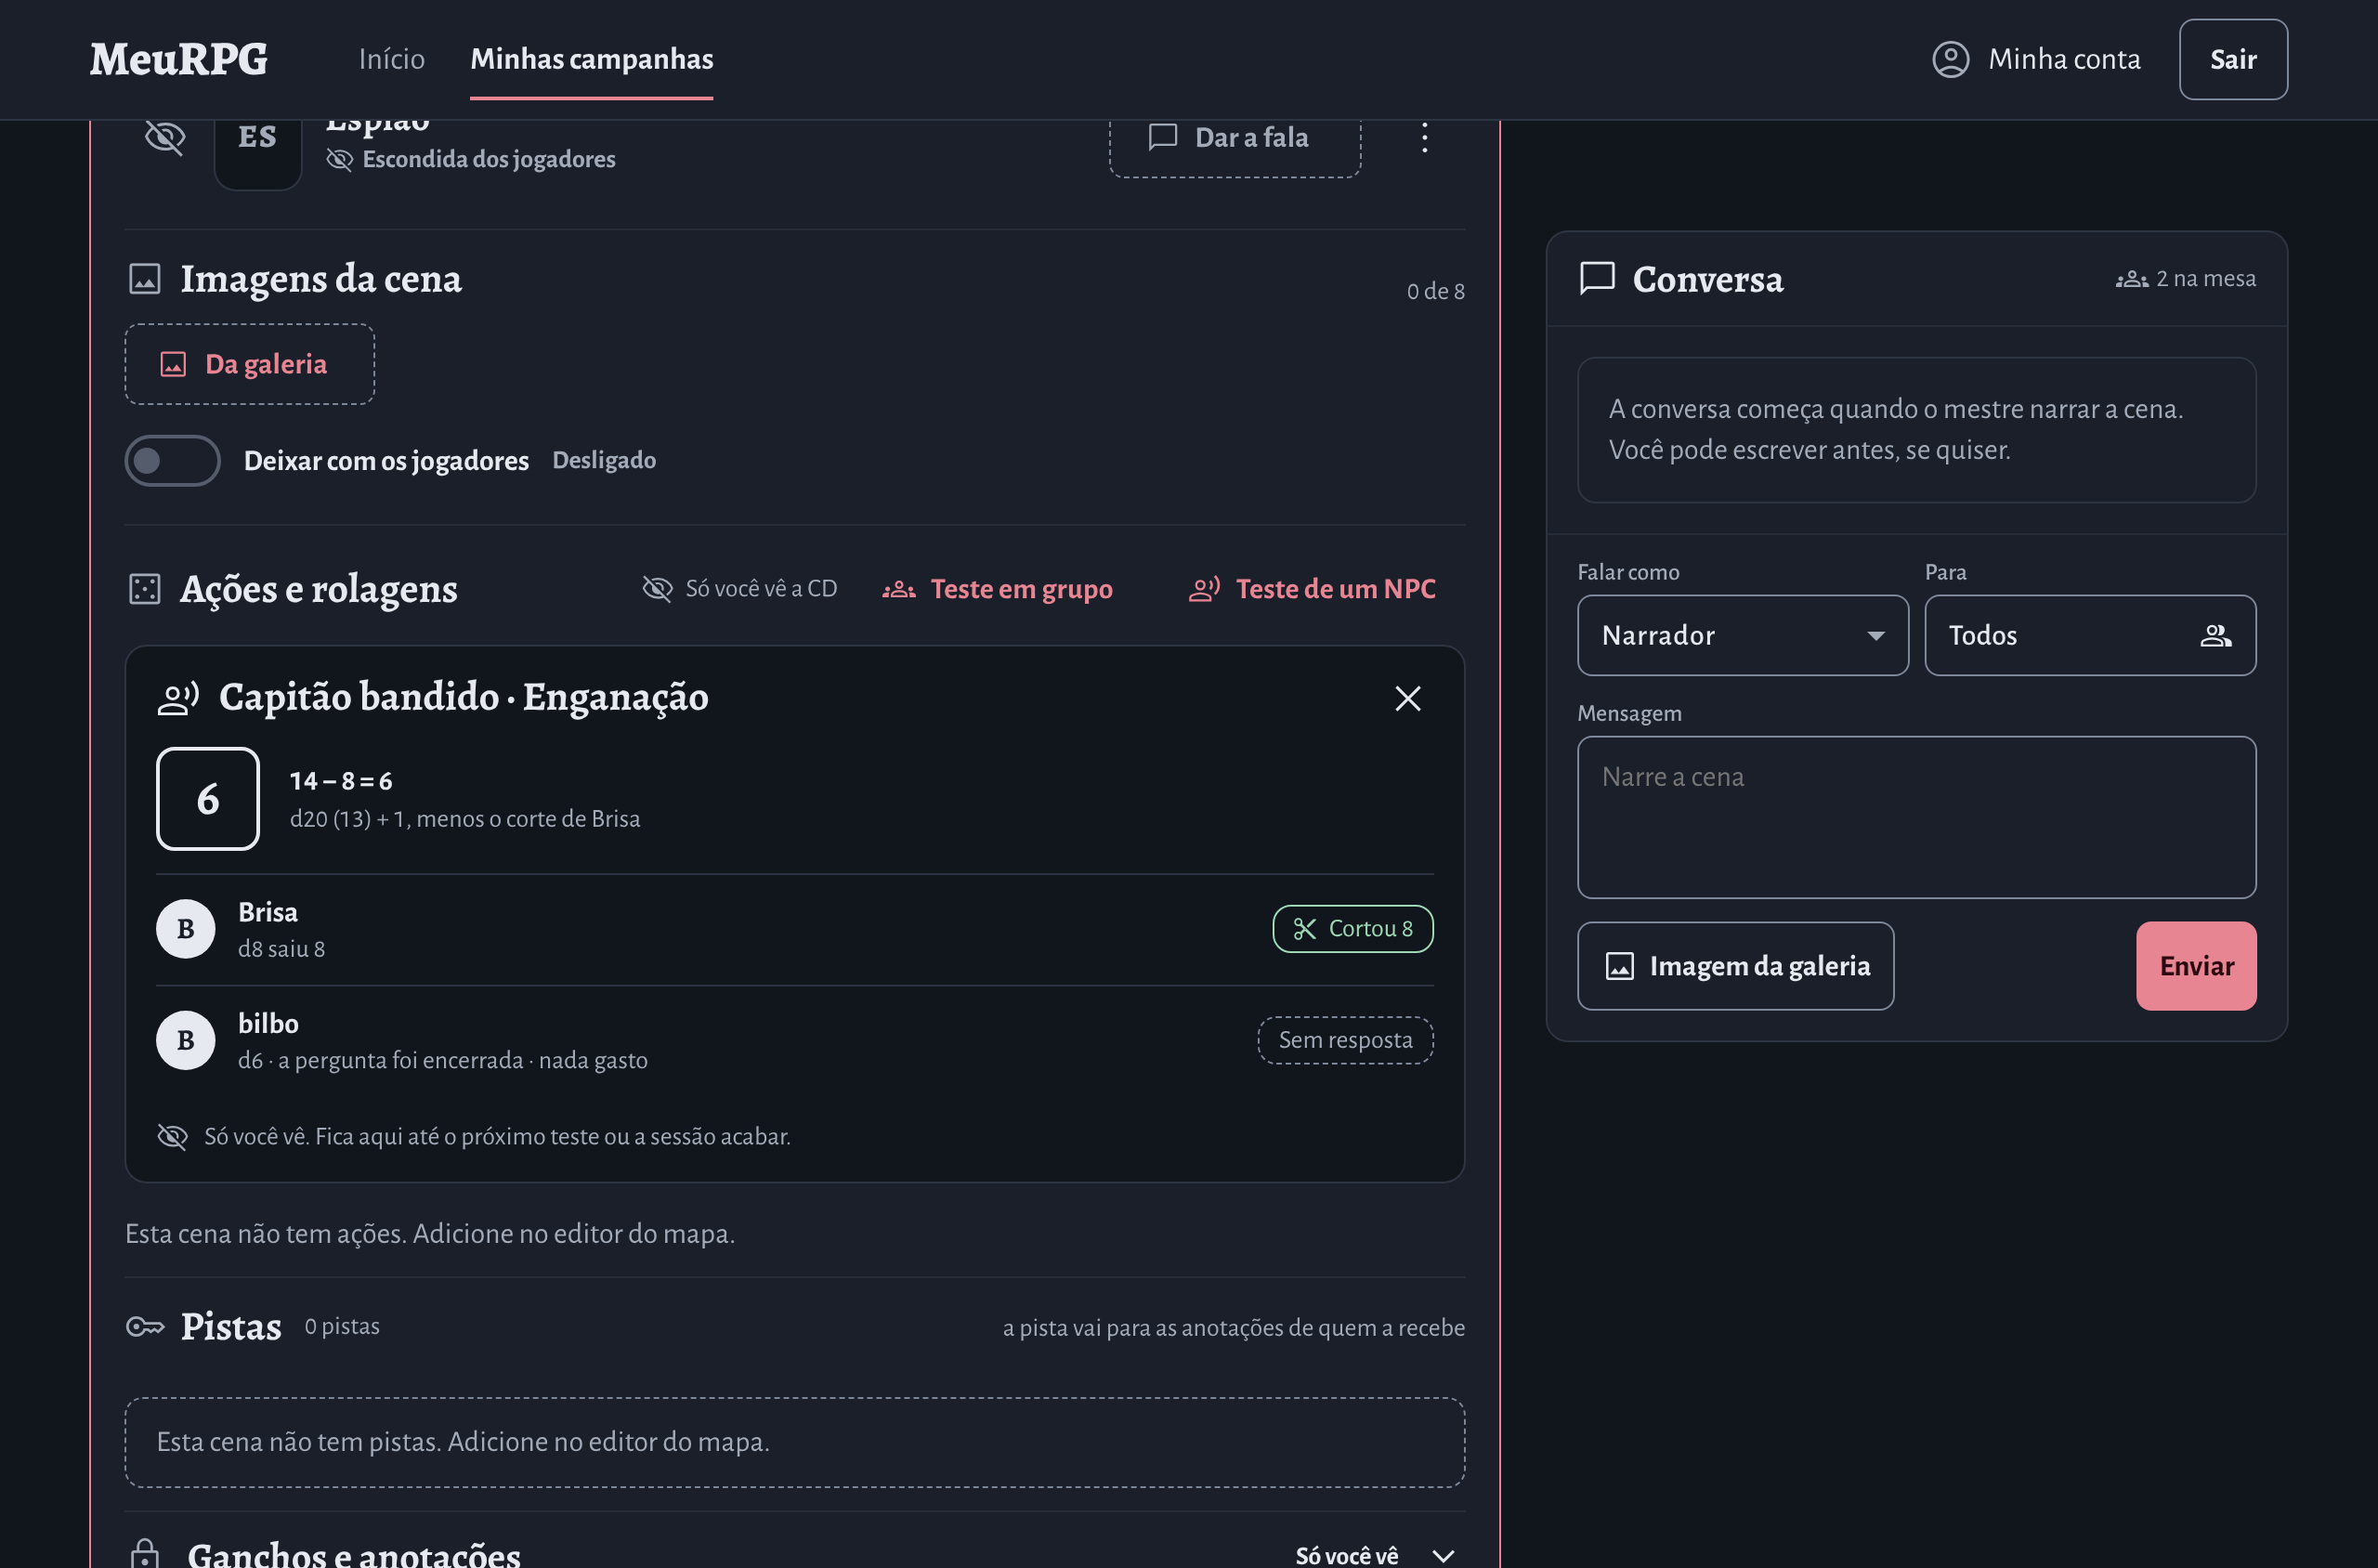 MeuRPG
Início
Minhas campanhas
Minha conta
Sair
ES
Espião
Escondida dos jogadores
Dar a fala
Imagens da cena
0 de 8
Da galeria
Deixar com os jogadores
Desligado
Ações e rolagens
Só você vê a CD
Teste em grupo
Teste de um NPC
Capitão bandido · Enganação
6
14 – 8 = 6
d20 (13) + 1, menos o corte de Brisa
B
Brisa
d8 saiu 8
Cortou 8
B
bilbo
d6 · a pergunta foi encerrada · nada gasto
Sem resposta
Só você vê. Fica aqui até o próximo teste ou a sessão acabar.
Esta cena não tem ações. Adicione no editor do mapa.
Pistas
0 pistas
a pista vai para as anotações de quem a recebe
Esta cena não tem pistas. Adicione no editor do mapa.
Ganchos e anotações
Só você vê
Conversa
2 na mesa
A conversa começa quando o mestre narrar a cena.
Você pode escrever antes, se quiser.
Falar como
Para
Narrador
Todos
Mensagem
Narre a cena
Imagem da galeria
Enviar